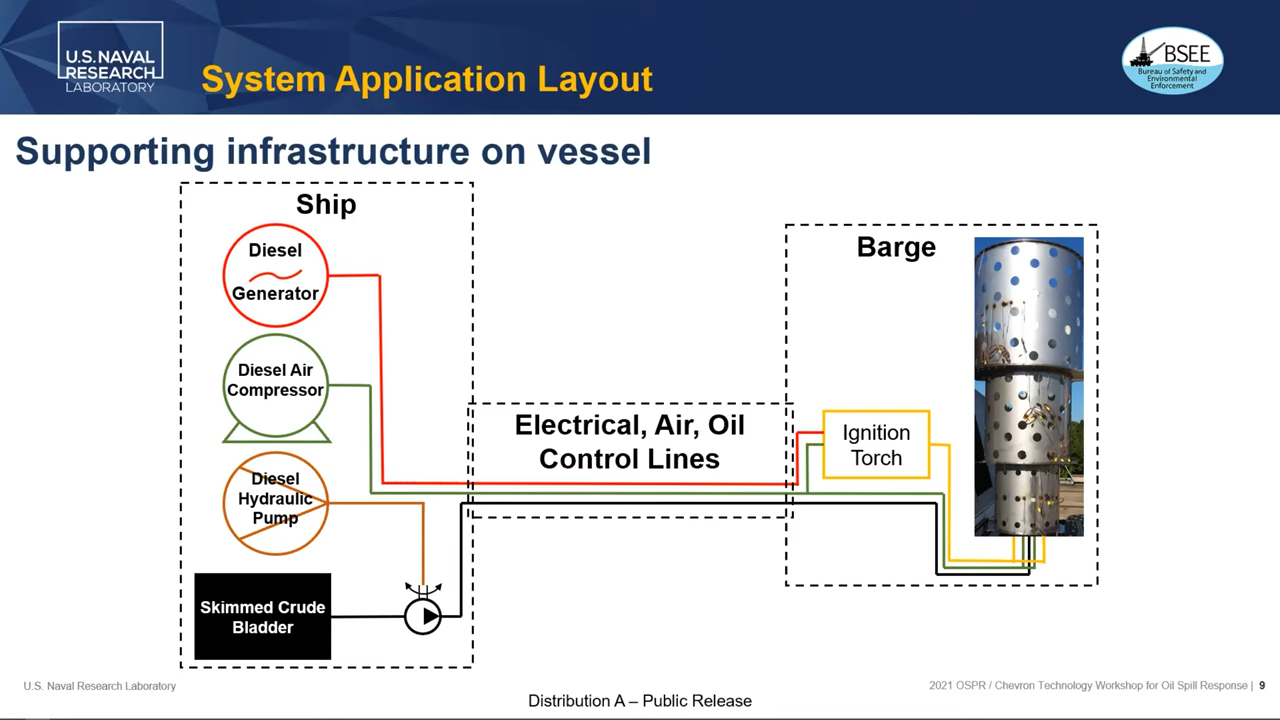 U.S. NAVAL
RESEARCH
LABORATORY
System Application Layout
BSEE
Bureau of Safety and
Environmental
Enforcement
Supporting infrastructure on vessel
Ship
Diesel
Generator
Diesel Air
Compressor
Diesel
Hydraulic
Pump
Skimmed Crude
Bladder
Electrical, Air, Oil
Control Lines
Barge
Ignition
Torch
U.S. Naval Research Laboratory
Distribution A – Public Release
2021 OSPR / Chevron Technology Workshop for Oil Spill Response | 9